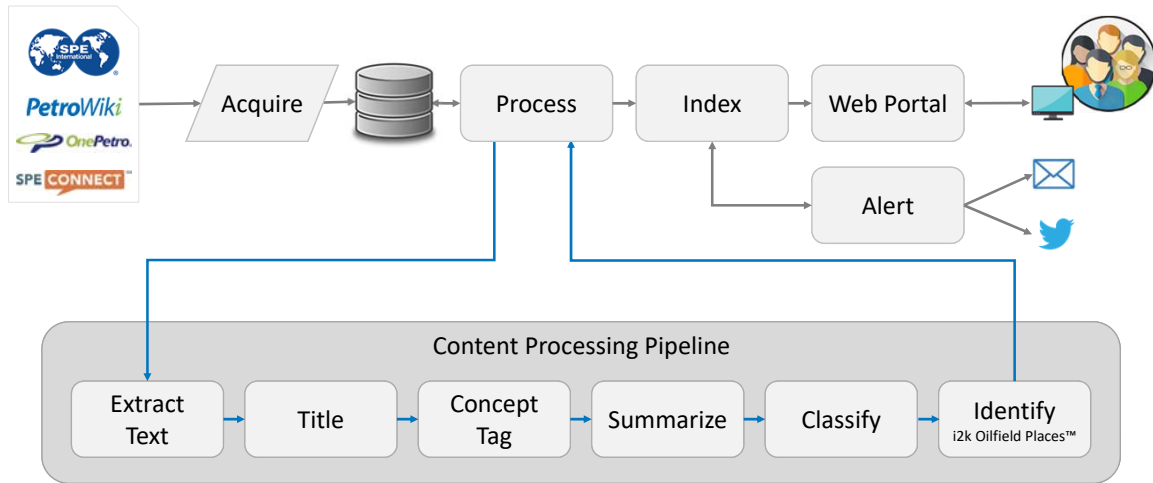 SPE
International
®
PetroWiki
OnePetro.
SPE CONNECT™
Acquire
Process
Index
Web Portal
Alert
Content Processing Pipeline
Extract
Text
Title
Concept
Tag
Summarize
Classify
Identify
i2k Oilfield Places™